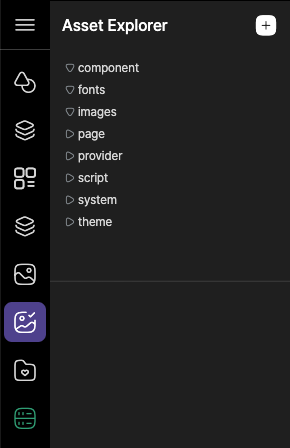 Asset Explorer
component
fonts
images
page
provider
script
system
theme